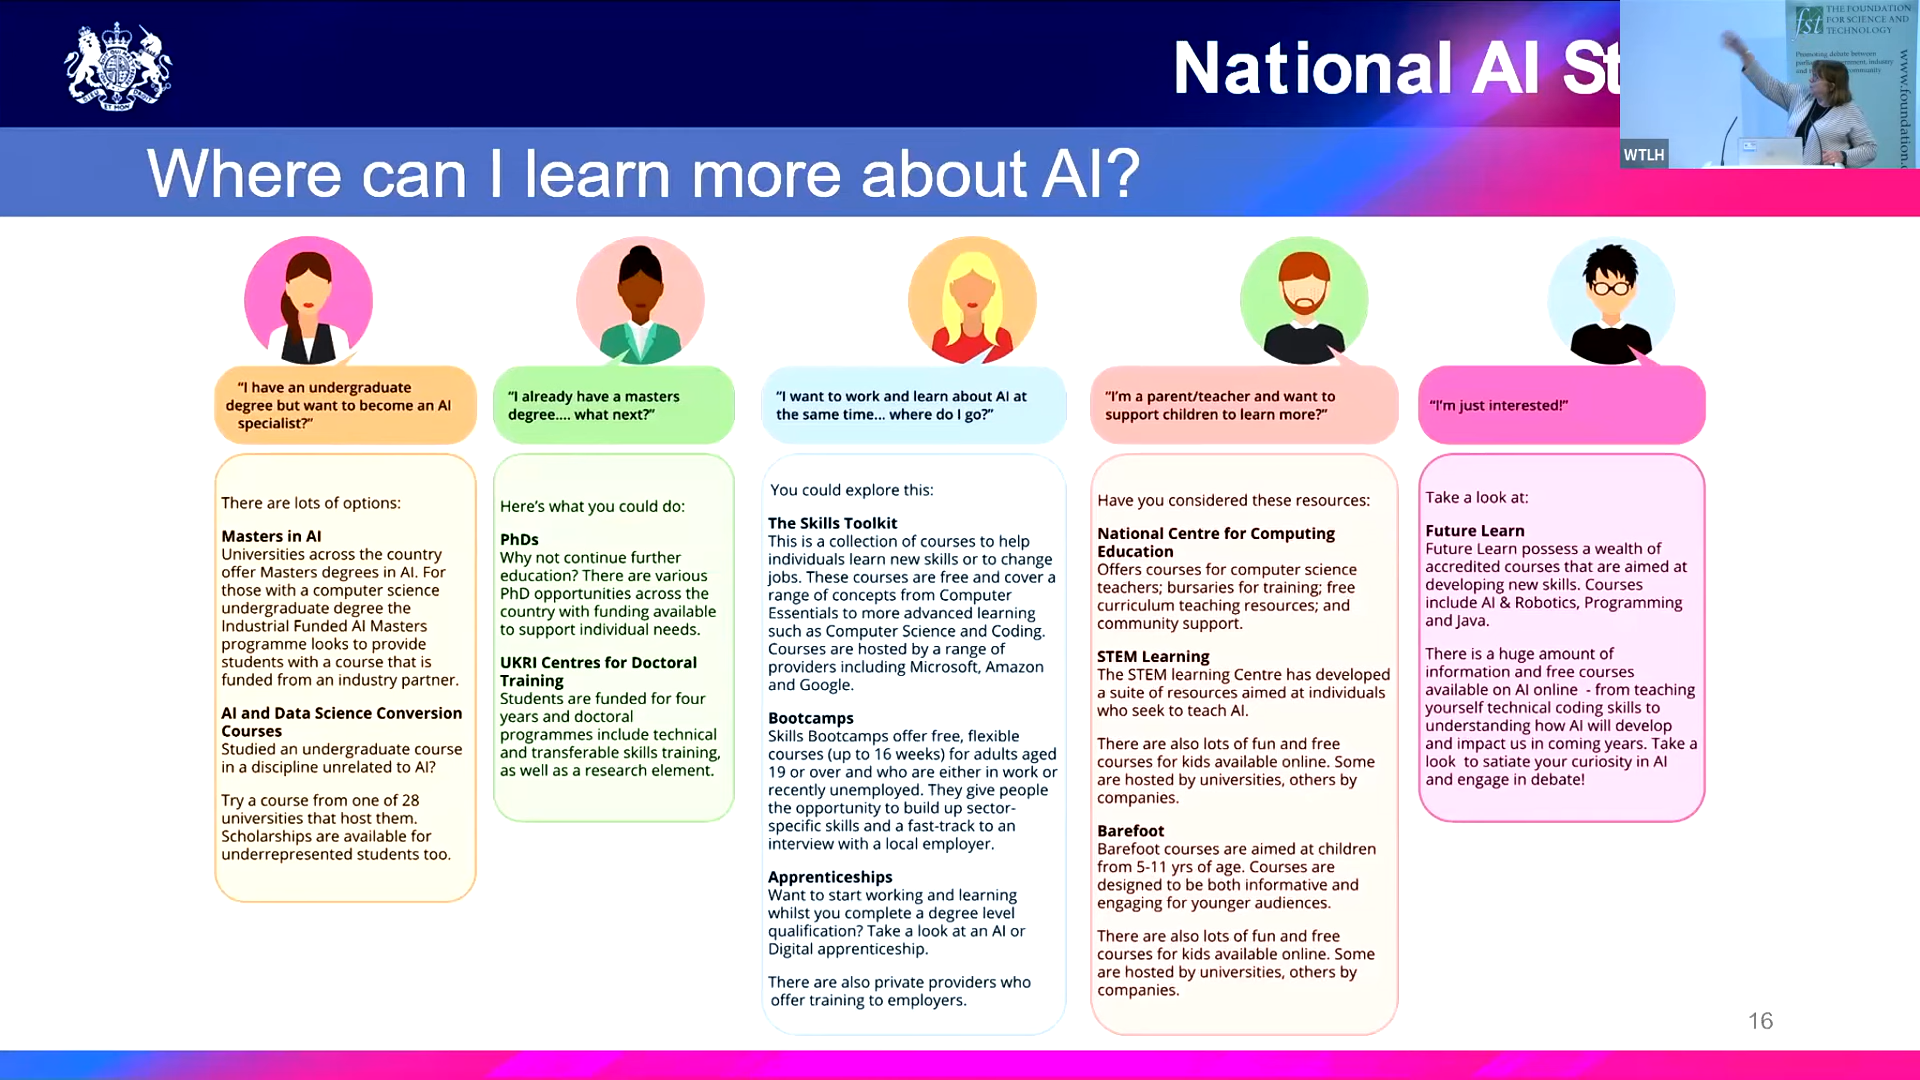 National AI St
THE FOUNDATION
FOR SCIENCE AND
TECHNOLOGY
fst
Promoting debate between
WTLH
www.foundation.
DIEU ET MON DROIT
Where can I learn more about AI?
“I have an undergraduate
degree but want to become an AI
specialist?”
There are lots of options:
Masters in AI
Universities across the country
offer Masters degrees in AI. For
those with a computer science
undergraduate degree the
Industrial Funded AI Masters
programme looks to provide
students with a course that is
funded from an industry partner.
AI and Data Science Conversion
Courses
Studied an undergraduate course
in a discipline unrelated to AI?
Try a course from one of 28
universities that host them.
Scholarships are available for
underrepresented students too.
“I already have a masters
degree.... what next?”
Here’s what you could do:
PhDs
Why not continue further
education? There are various
PhD opportunities across the
country with funding available
to support individual needs.
UKRI Centres for Doctoral
Training
Students are funded for four
years and doctoral
programmes include technical
and transferable skills training,
as well as a research element.
“I want to work and learn about AI at
the same time... where do I go?”
You could explore this:
The Skills Toolkit
This is a collection of courses to help
individuals learn new skills or to change
jobs. These courses are free and cover a
range of concepts from Computer
Essentials to more advanced learning
such as Computer Science and Coding.
Courses are hosted by a range of
providers including Microsoft, Amazon
and Google.
Bootcamps
Skills Bootcamps offer free, flexible
courses (up to 16 weeks) for adults aged
19 or over and who are either in work or
recently unemployed. They give people
the opportunity to build up sector-
specific skills and a fast-track to an
interview with a local employer.
Apprenticeships
Want to start working and learning
whilst you complete a degree level
qualification? Take a look at an AI or
Digital apprenticeship.
There are also private providers who
offer training to employers.
“I’m a parent/teacher and want to
support children to learn more?”
Have you considered these resources:
National Centre for Computing
Education
Offers courses for computer science
teachers; bursaries for training; free
curriculum teaching resources; and
community support.
STEM Learning
The STEM learning Centre has developed
a suite of resources aimed at individuals
who seek to teach AI.
There are also lots of fun and free
courses for kids available online. Some
are hosted by universities, others by
companies.
Barefoot
Barefoot courses are aimed at children
from 5-11 yrs of age. Courses are
designed to be both informative and
engaging for younger audiences.
There are also lots of fun and free
courses for kids available online. Some
are hosted by universities, others by
companies.
“I’m just interested!”
Take a look at:
Future Learn
Future Learn possess a wealth of
accredited courses that are aimed at
developing new skills. Courses
include AI & Robotics, Programming
and Java.
There is a huge amount of
information and free courses
available on AI online - from teaching
yourself technical coding skills to
understanding how AI will develop
and impact us in coming years. Take a
look to satiate your curiosity in AI
and engage in debate!
16